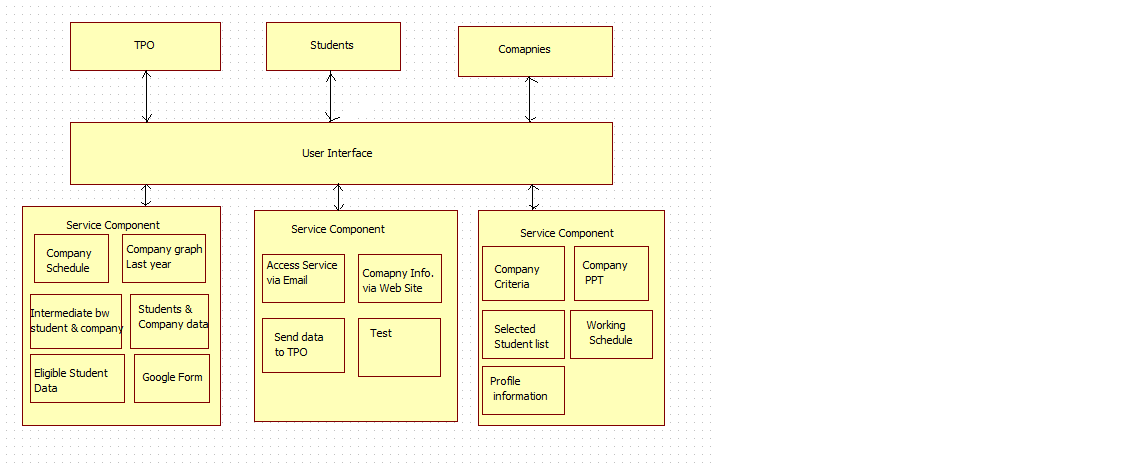 TPO
Students
Comapnies
User Interface
Service Component
Company
Schedule
Company graph
Last year
Intermediate bw
student & company
Students &
Company data
Eligible Student
Data
Google Form
Service Component
Access Service
via Email
Comapny Info.
via Web Site
Send data
to TPO
Test
Service Component
Company
Criteria
Company
PPT
Selected
Student list
Working
Schedule
Profile
information